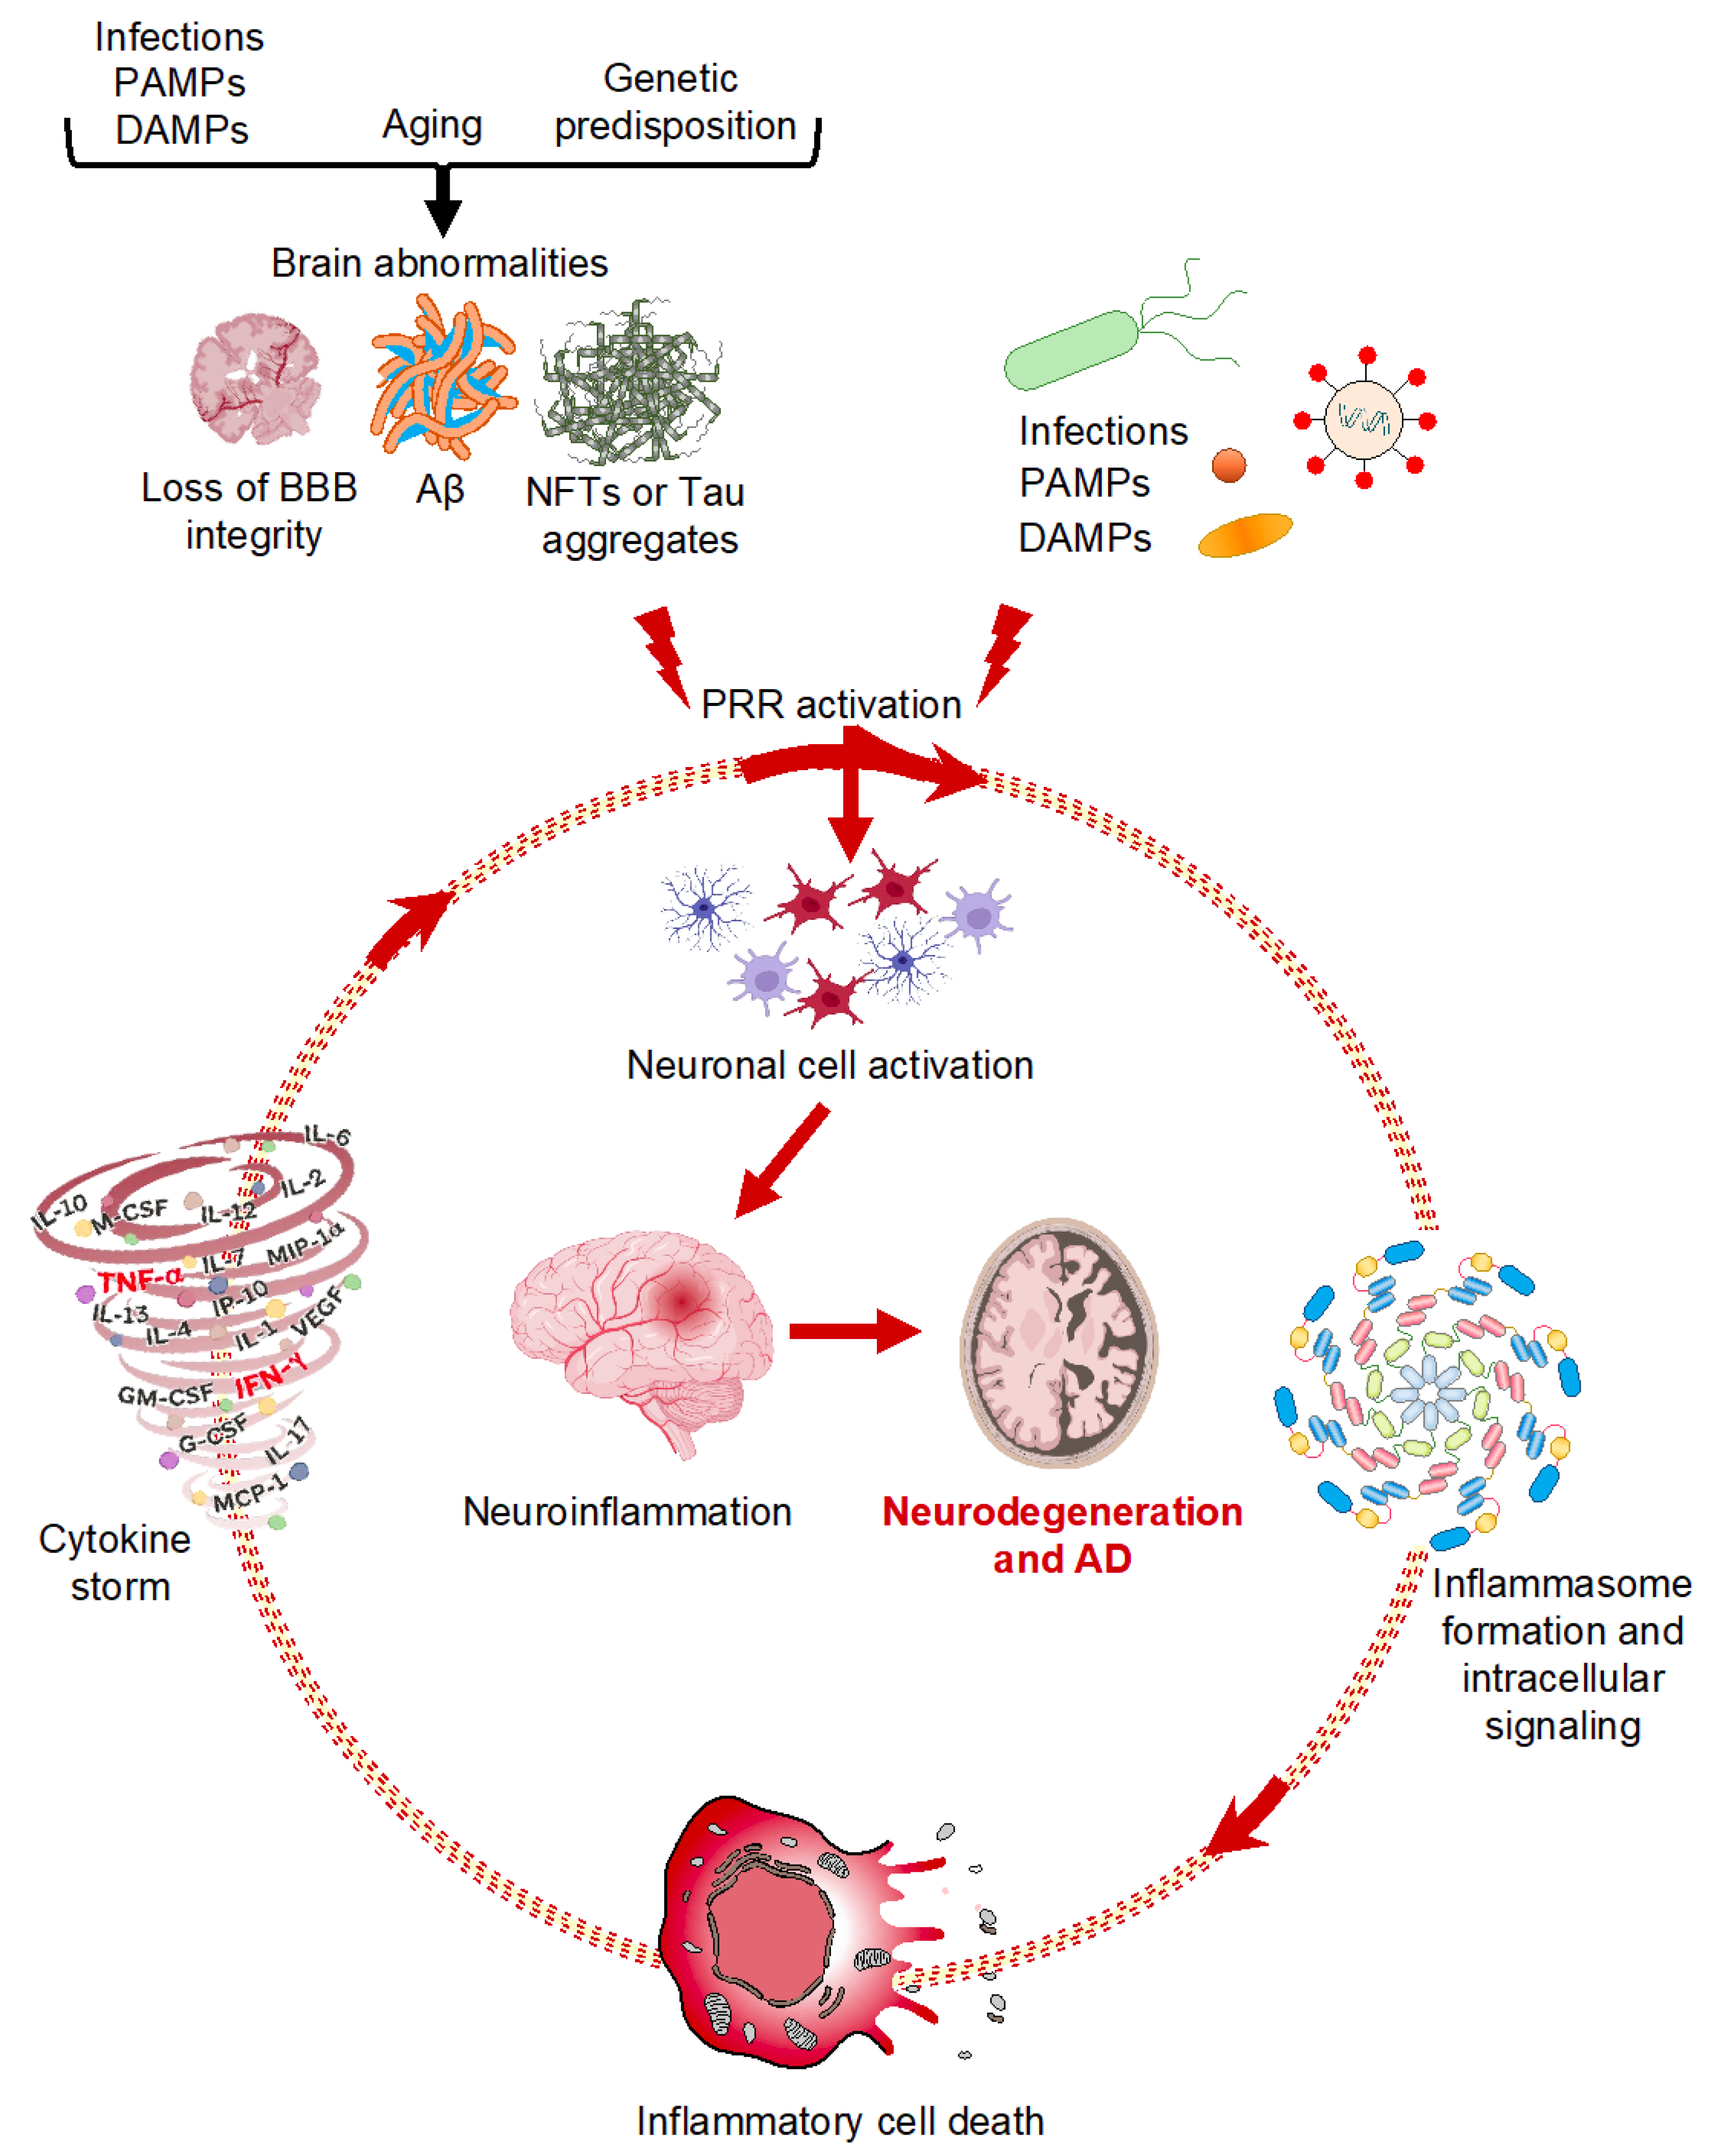 Infections
PAMPs
DAMPs
Aging
Genetic
predisposition
Brain abnormalities
Loss of BBB
integrity
Aβ
NFTs or Tau
aggregates
Infections
PAMPs
DAMPs
PRR activation
Neuronal cell activation
IL-6
IL-2
IL-10
M-CSF
IL-12
MIP-1α
IL-7
TNF-α
IP-10
VEGF
IL-13
IL-4
IL-1
IFN-γ
GM-CSF
G-CSF
IL-17
MCP-1
Cytokine
storm
Neuroinflammation
Neurodegeneration
and AD
Inflammasome
formation and
intracellular
signaling
Inflammatory cell death